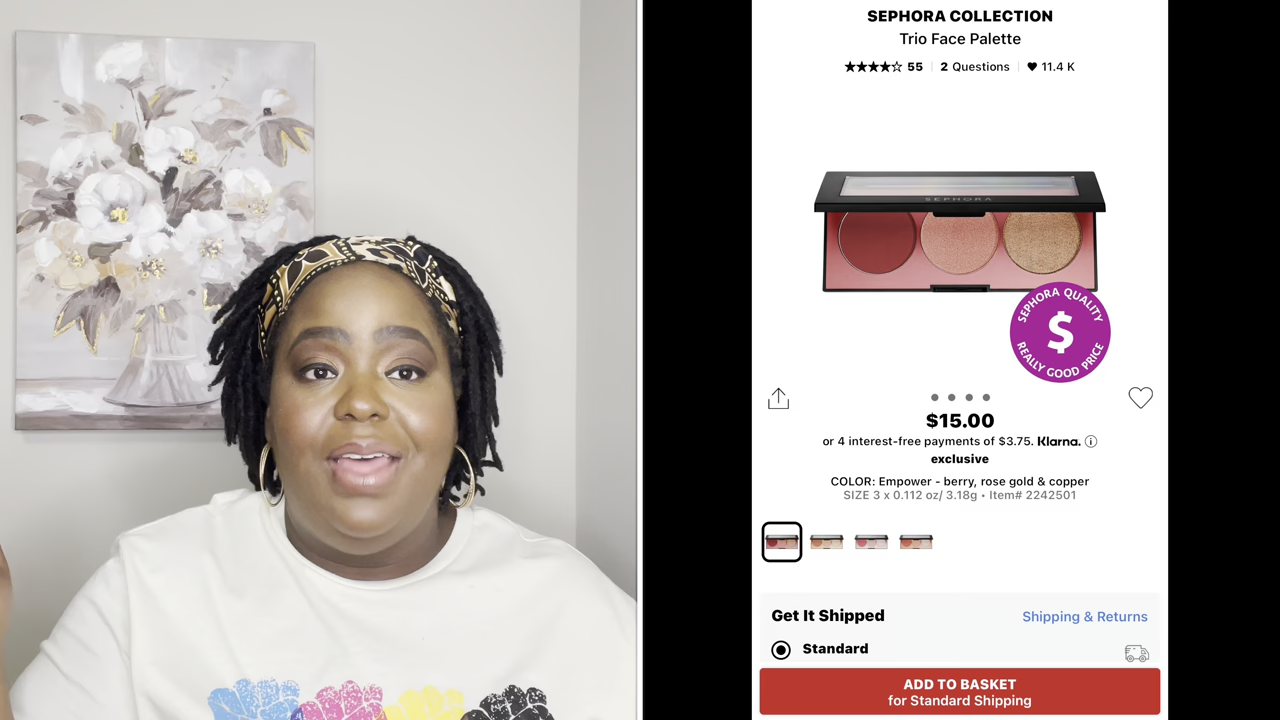 SEPHORA COLLECTION
Trio Face Palette
★★★★☆ 55 | 2 Questions | ♥ 11.4 K
SEPHORA
SEPHORA QUALITY
$
REALLY GOOD PRICE
$15.00
or 4 interest-free payments of $3.75. Klarna. ⓘ
exclusive
COLOR: Empower - berry, rose gold & copper
SIZE 3 x 0.112 oz/ 3.18g • Item# 2242501
Get It Shipped
Shipping & Returns
Standard
ADD TO BASKET
for Standard Shipping